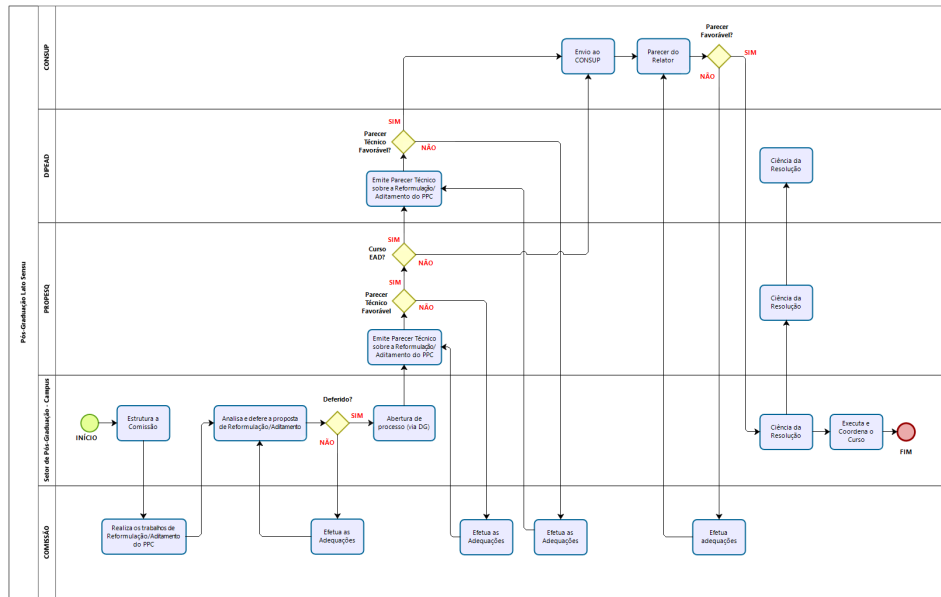 Pós-Graduação Lato Sensu
CONSUP
Envio ao
CONSUP
Parecer do
Relator
Parecer
Favorável?
SIM
NÃO
DIPEAD
SIM
Parecer
Técnico
Favorável?
NÃO
Emite Parecer Técnico
sobre a Reformulação/
Aditamento do PPC
Ciência da
Resolução
PROPESQ
SIM
Curso
EAD?
NÃO
SIM
Parecer
Técnico
Favorável
NÃO
Emite Parecer Técnico
sobre a Reformulação/
Aditamento do PPC
Ciência da
Resolução
Setor de Pós-Graduação - Campus
INÍCIO
Estrutura a
Comissão
Analisa e defere a proposta
de Reformulação/Aditamento
Deferido?
SIM
NÃO
Abertura de
processo (via DG)
Ciência da
Resolução
Executa e
Coordena o
Curso
FIM
COMISSÃO
Realiza os trabalhos de
Reformulação/Aditamento
do PPC
Efetua as
Adequações
Efetua as
Adequações
Efetua as
Adequações
Efetua
adequações